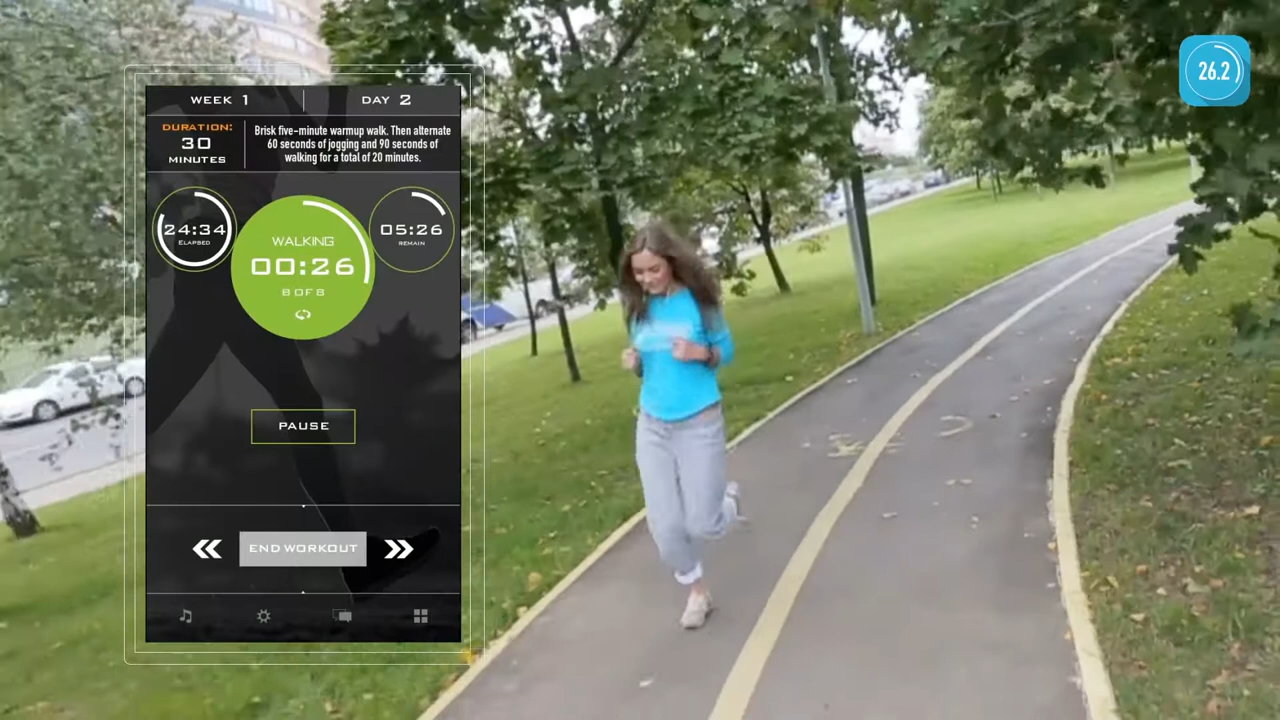 WEEK 1
DAY 2
DURATION:
30
MINUTES
Brisk five-minute warmup walk. Then alternate
60 seconds of jogging and 90 seconds of
walking for a total of 20 minutes.
24:34
ELAPSED
WALKING
00:26
8 OF 8
05:26
REMAIN
PAUSE
END WORKOUT
26.2